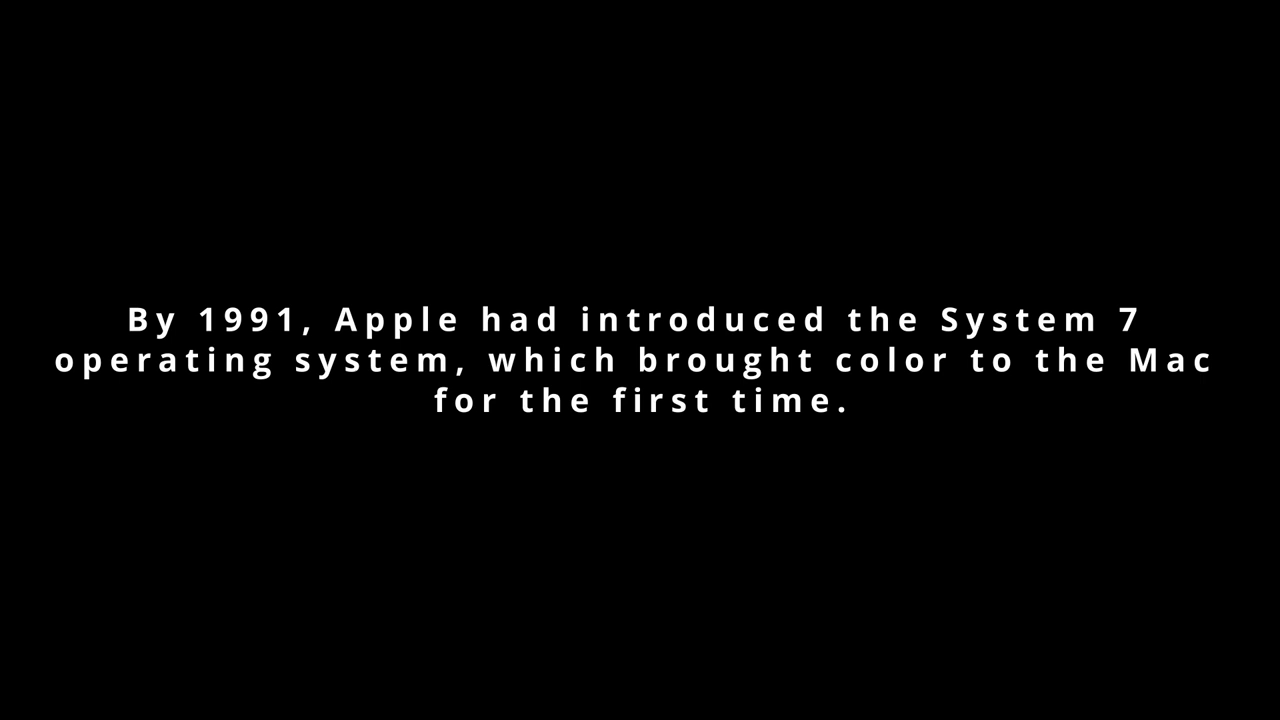 By 1991, Apple had introduced the System 7
operating system, which brought color to the Mac
for the first time.